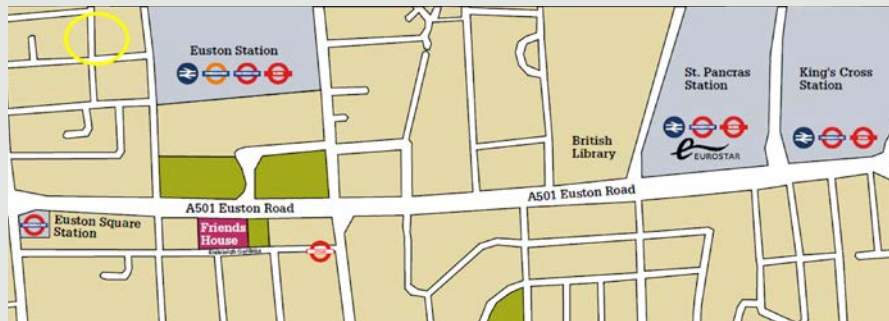 Euston Station
St. Pancras
Station
King's Cross
Station
British
Library
EUROSTAR
A501 Euston Road
A501 Euston Road
Euston Square
Station
Friends
House